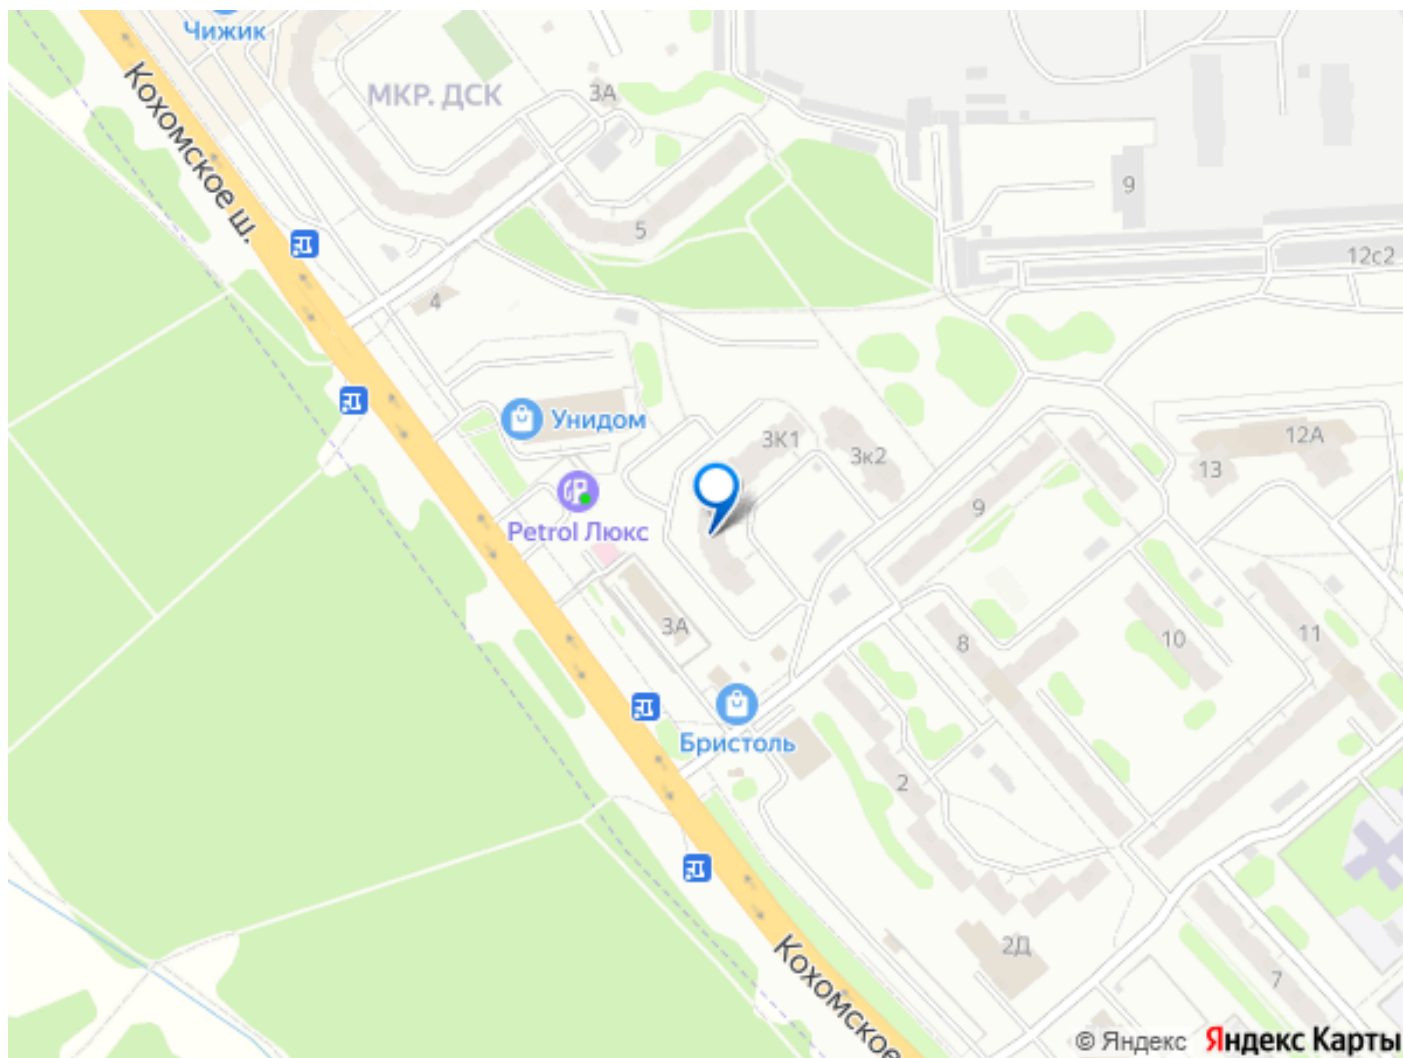 Чижик
Кохомское ш.
МКР. ДСК
3А
5
9
12с2
4
Унидом
3К1
3к2
12А
13
9
Petrol Люкс
3А
8
10
11
Бристоль
2
2Д
7
Кохомское
© Яндекс Яндекс Карты